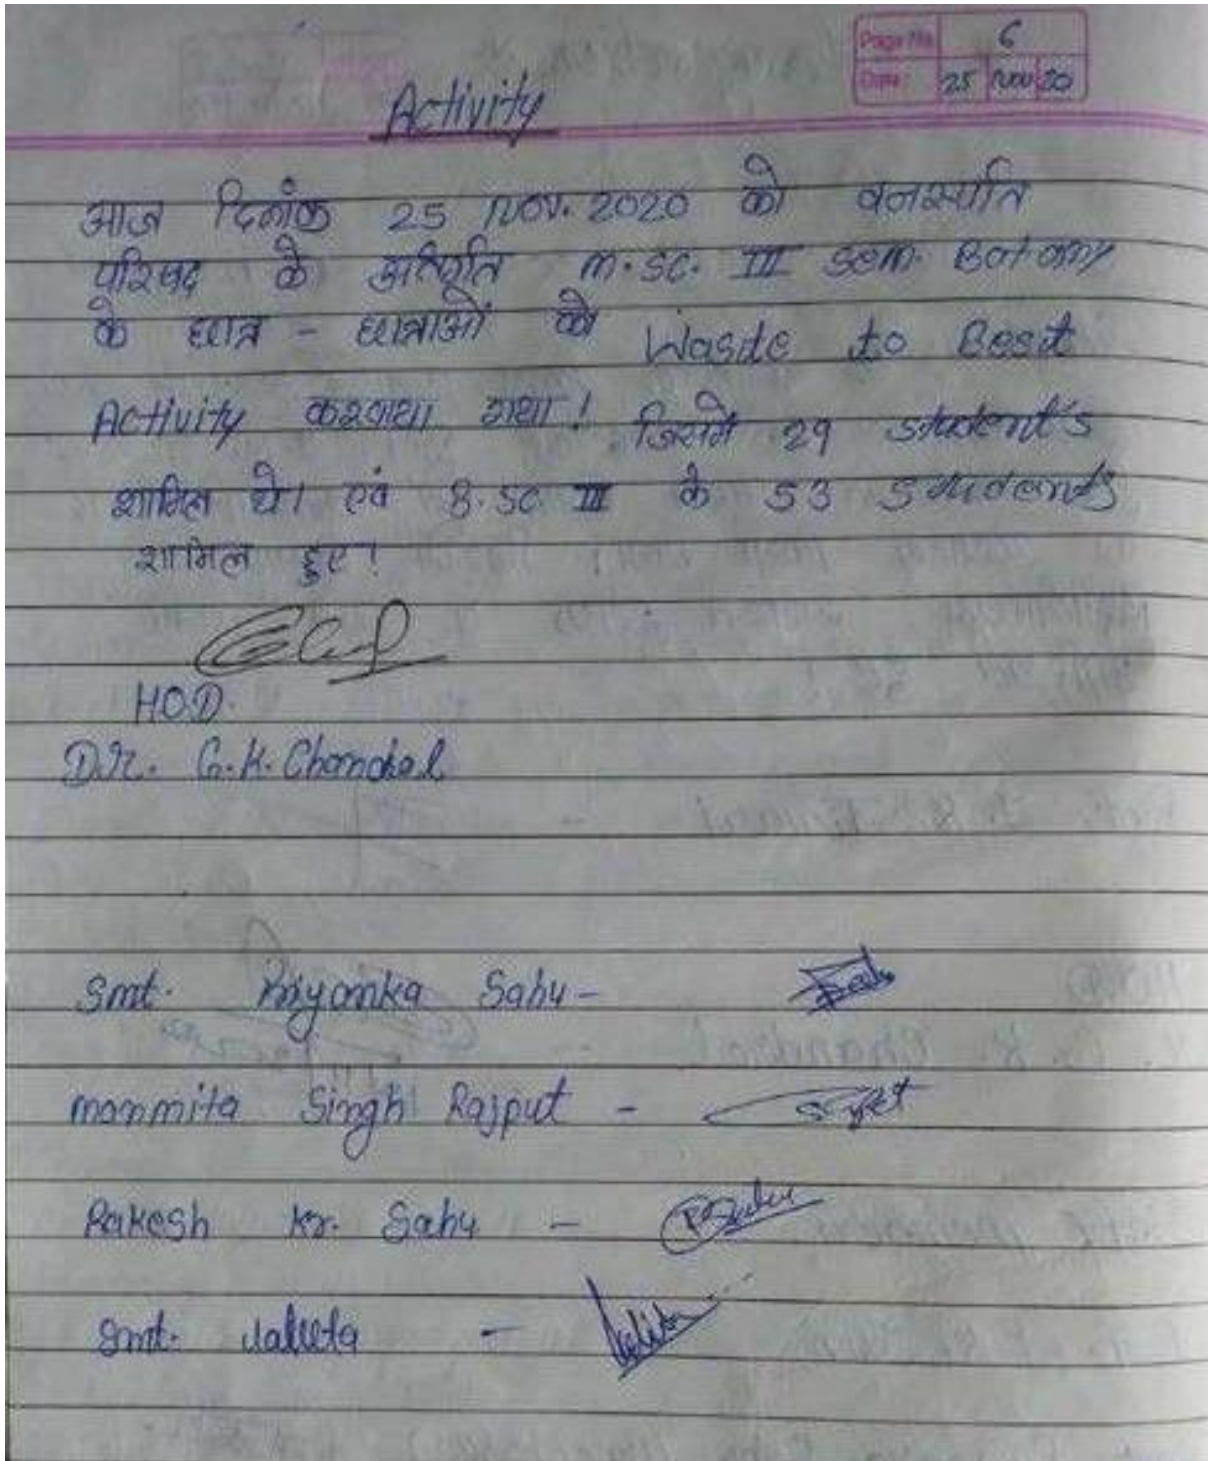 Page No. 6
Date 25 NOV 20
Activity
आज दिनांक 25 NOV. 2020 को वनस्पति
परिषद के अंतर्गत M.SC. III Sem. Botany
के छात्र - छात्राओं को Waste to Best
Activity करवाया गया! जिसमें 29 student's
शामिल थे। एवं B.SC III के 53 students
शामिल हुए!
H.O.D.
DR. G.K. Chandel
Smt. Priyanka Sahu -
Manmita Singh Rajput -
Rakesh Kr. Sahu -
Smt. -